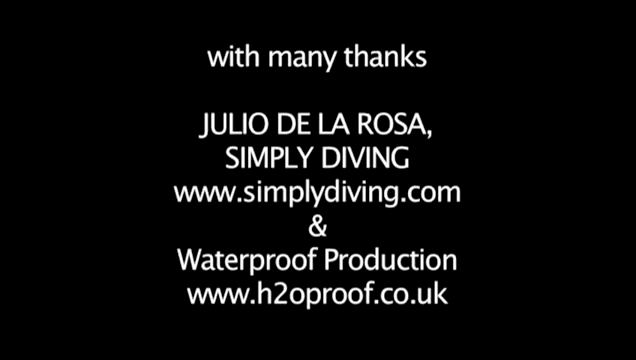 with many thanks
JULIO DE LA ROSA,
SIMPLY DIVING
www.simplydiving.com
&
Waterproof Production
www.h2oproof.co.uk